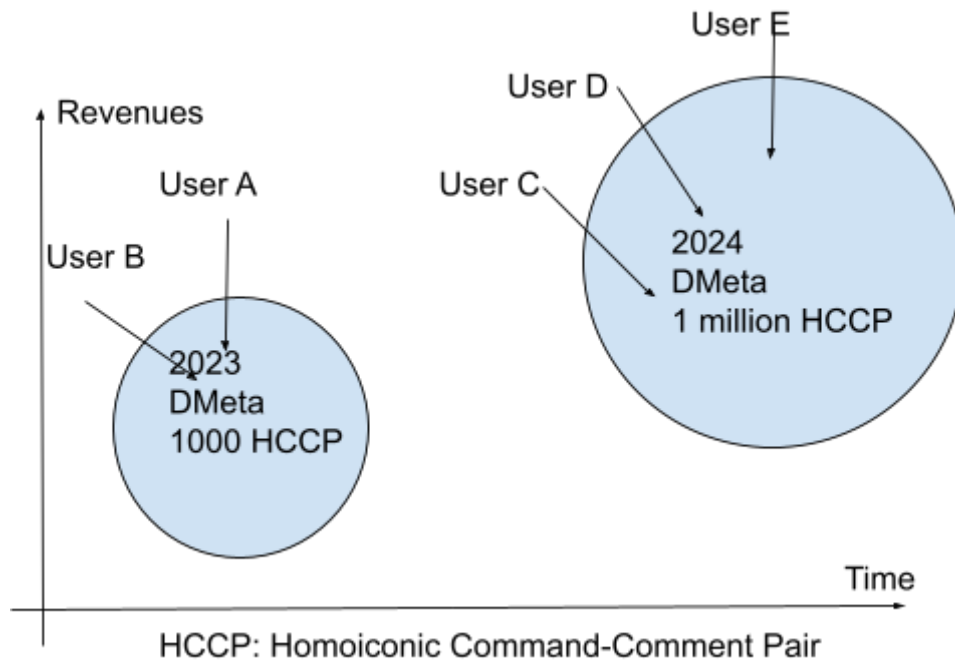 User E
User D
Revenues
User A
User C
User B
2024
DMeta
1 million HCCP
2023
DMeta
1000 HCCP
Time
HCCP: Homoiconic Command-Comment Pair